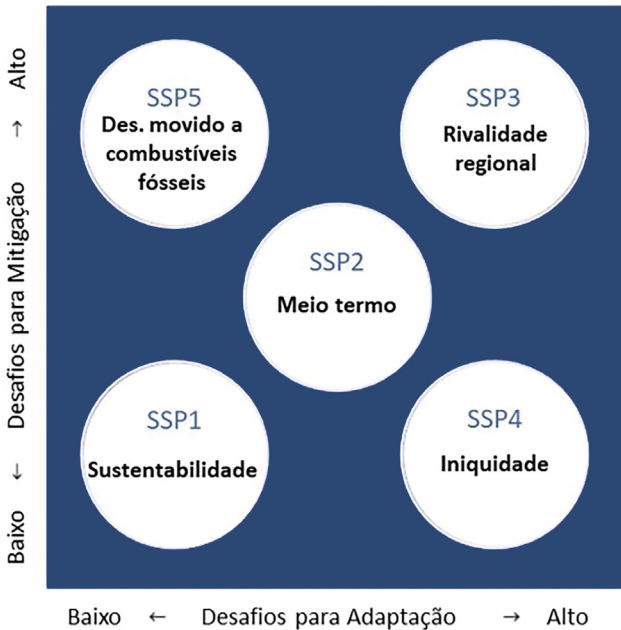 SSP5
Des. movido a
combustíveis
fósseis
SSP3
Rivalidade
regional
SSP2
Meio termo
SSP1
Sustentabilidade
SSP4
Iniquidade
Baixo ← Desafios para Mitigação → Alto
Baixo ← Desafios para Adaptação → Alto